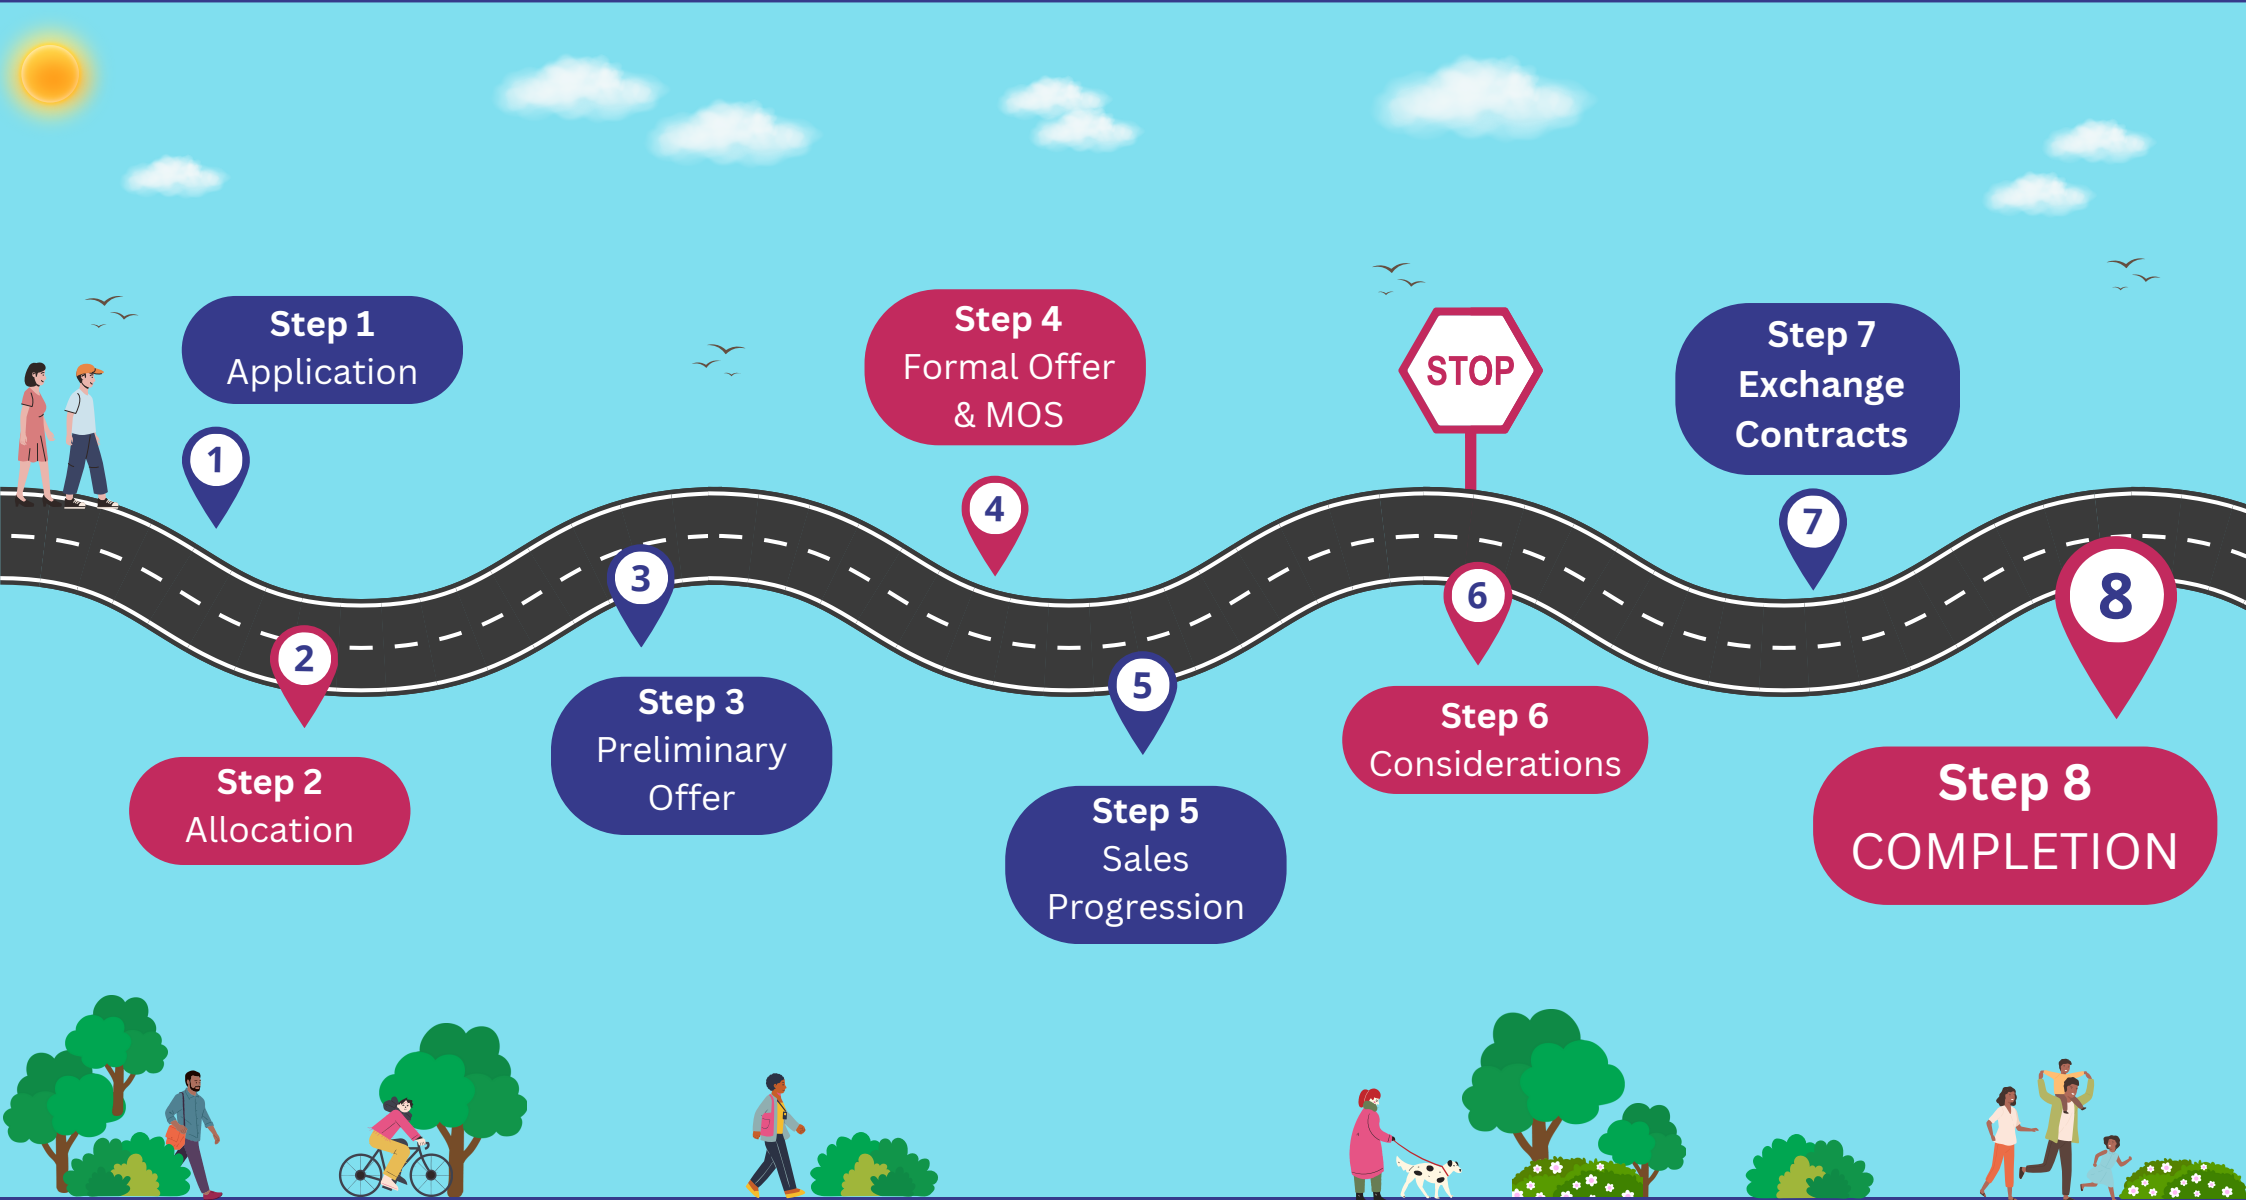 Step 1
Application
1
2
Step 2
Allocation
3
Step 3
Preliminary
Offer
Step 4
Formal Offer
& MOS
4
5
Step 5
Sales
Progression
STOP
6
Step 6
Considerations
Step 7
Exchange
Contracts
7
8
Step 8
COMPLETION